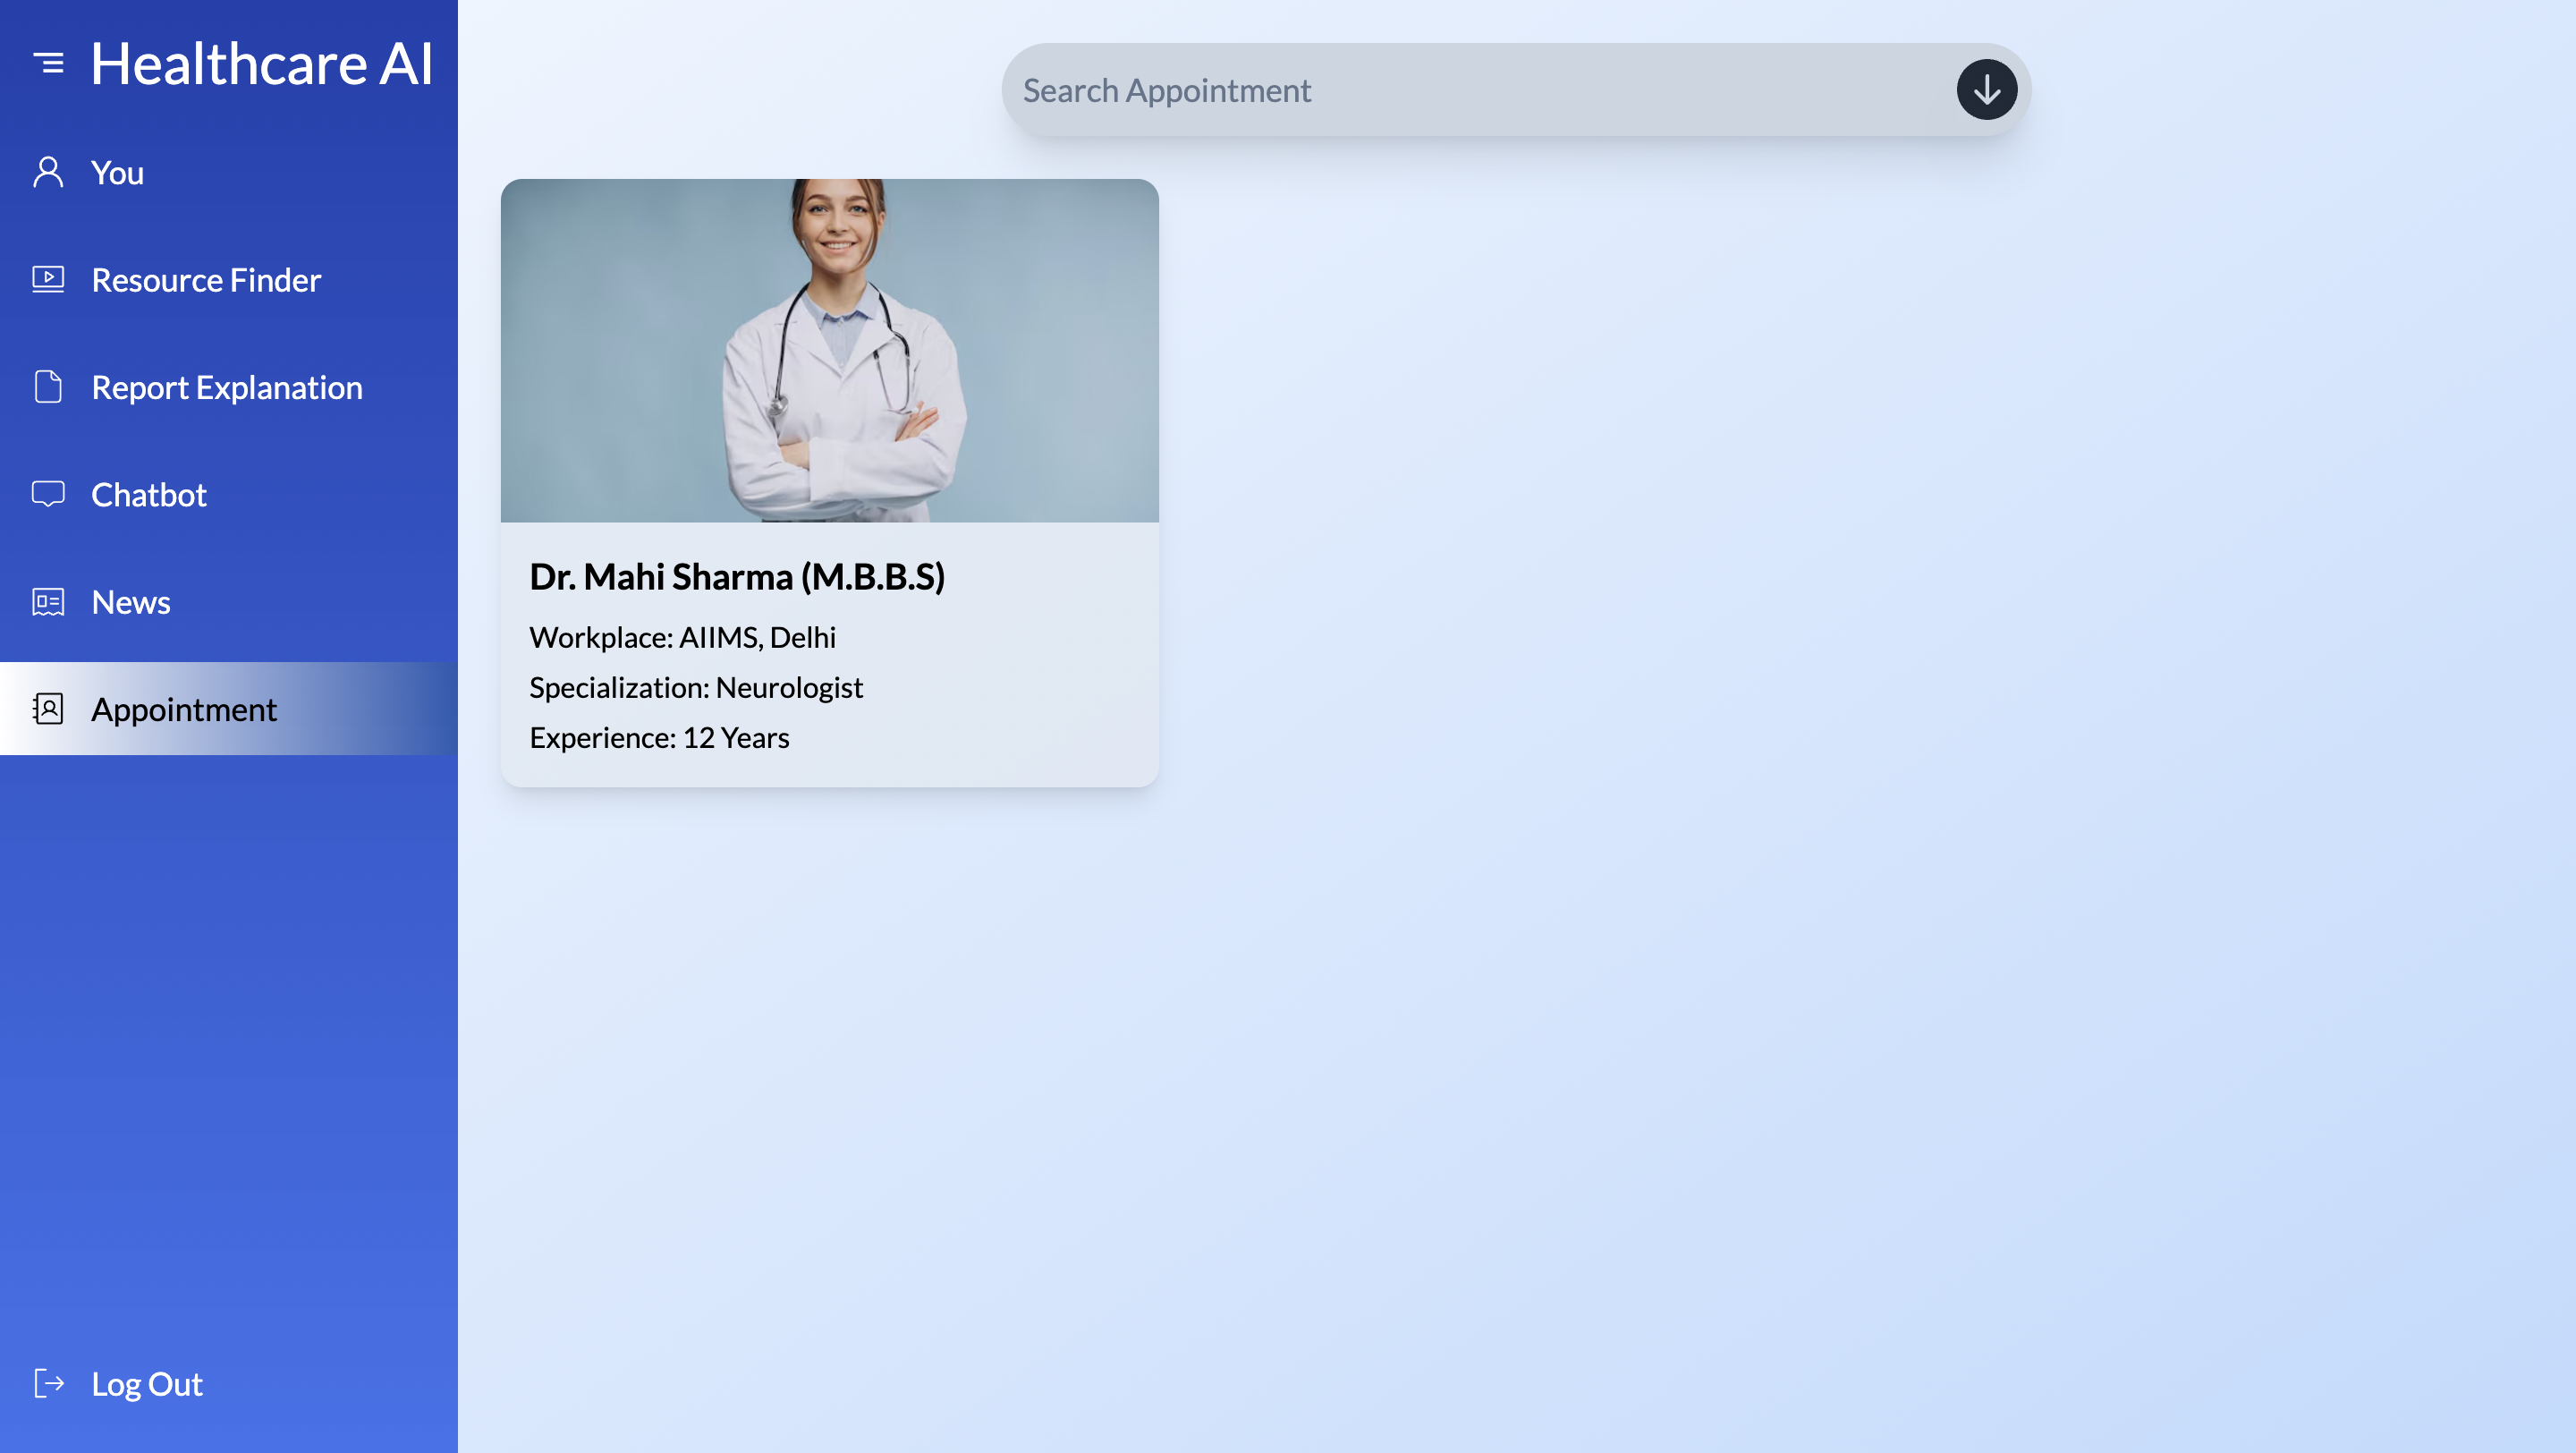 Healthcare AI
You
Resource Finder
Report Explanation
Chatbot
News
Appointment
Log Out
Search Appointment
Dr. Mahi Sharma (M.B.B.S)
Workplace: AIIMS, Delhi
Specialization: Neurologist
Experience: 12 Years